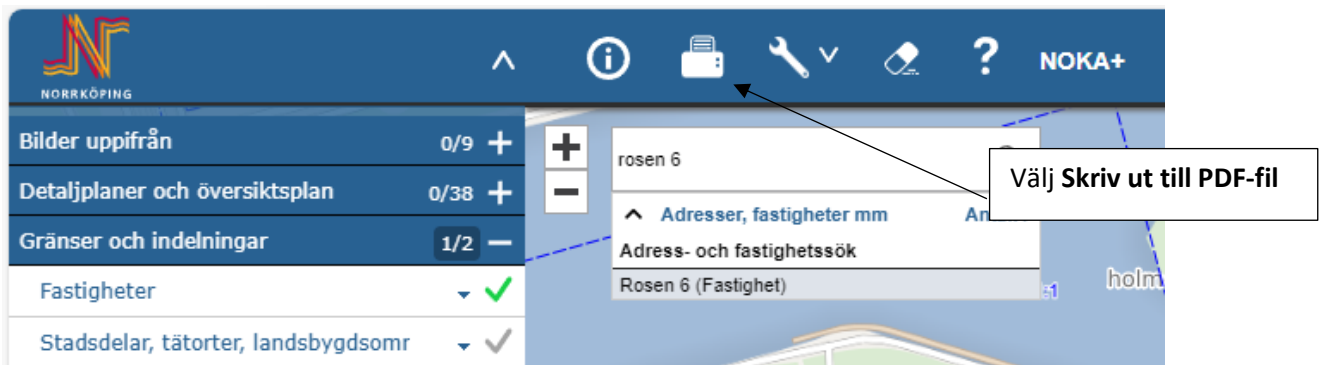 NORRKÖPING
NOKA+
Bilder uppifrån 0/9
Detaljplaner och översiktsplan 0/38
Gränser och indelningar 1/2
Fastigheter
Stadsdelar, tätorter, landsbygdsomr
rosen 6
Adresser, fastigheter mm
Adress- och fastighetssök
Rosen 6 (Fastighet)
Välj Skriv ut till PDF-fil